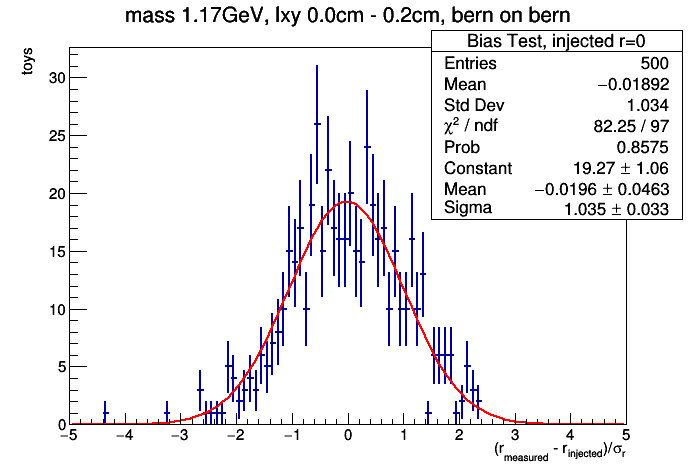 mass 1.17GeV, lxy 0.0cm - 0.2cm, bern on bern
Bias Test, injected r=0
Entries 500
Mean −0.01892
Std Dev 1.034
χ² / ndf 82.25 / 97
Prob 0.8575
Constant 19.27 ± 1.06
Mean −0.0196 ± 0.0463
Sigma 1.035 ± 0.033
toys
30
25
20
15
10
5
0
−5 −4 −3 −2 −1 0 1 2 3 4 5
(r_measured - r_injected)/σ_r